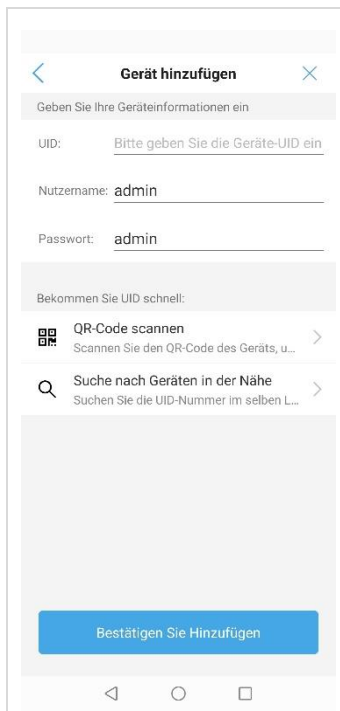 Gerät hinzufügen
Geben Sie Ihre Geräteinformationen ein
UID: Bitte geben Sie die Geräte-UID ein
Nutzername: admin
Passwort: admin
Bekommen Sie UID schnell:
QR-Code scannen
Scannen Sie den QR-Code des Geräts, u...
Suche nach Geräten in der Nähe
Suchen Sie die UID-Nummer im selben L...
Bestätigen Sie Hinzufügen